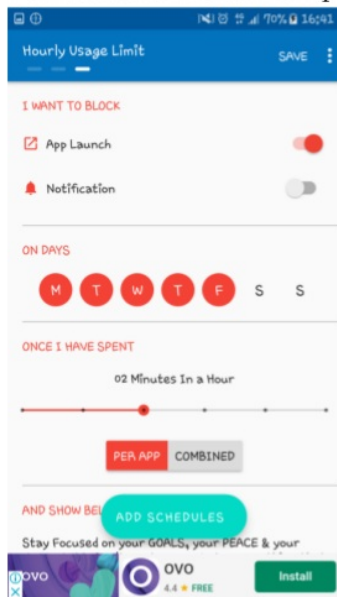 70% 16:41
Hourly Usage Limit
SAVE
I WANT TO BLOCK
App Launch
Notification
ON DAYS
M T W T F S S
ONCE I HAVE SPENT
02 Minutes In a Hour
PER APP COMBINED
AND SHOW BEL
ADD SCHEDULES
Stay Focused on your GOALS, your PEACE & your
OVO
OVO
4.4 ★ FREE
Install